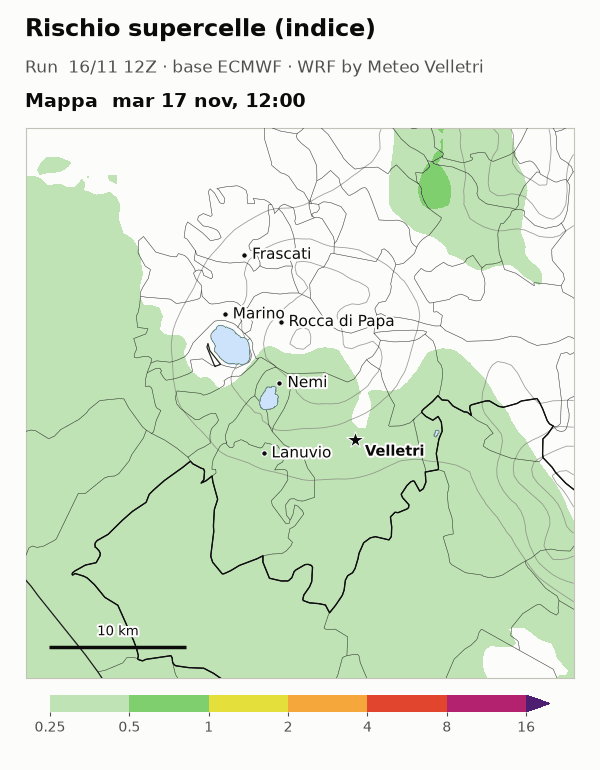 Rischio supercelle (indice)
Run  16/11 12Z · base ECMWF · WRF by Meteo Velletri
Mappa  mar 17 nov, 12:00
Frascati
Marino
Rocca di Papa
Nemi
Velletri
Lanuvio
10 km
0.25 0.5 1 2 4 8 16